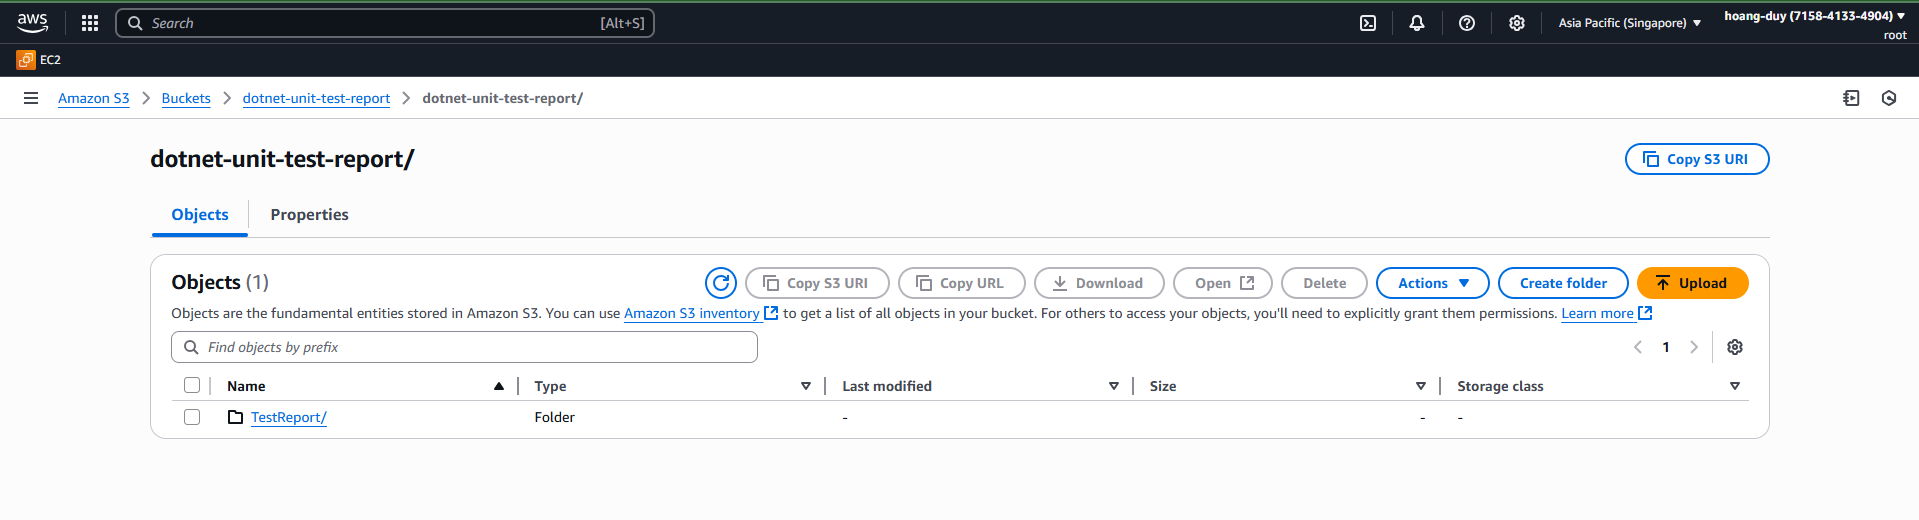 aws Search [Alt+S] Asia Pacific (Singapore) hoang-duy (7158-4133-4904)
root
EC2
Amazon S3 Buckets dotnet-unit-test-report dotnet-unit-test-report/
dotnet-unit-test-report/ Copy S3 URI
Objects Properties
Objects (1) Copy S3 URI Copy URL Download Open Delete Actions Create folder Upload
Objects are the fundamental entities stored in Amazon S3. You can use Amazon S3 inventory to get a list of all objects in your bucket. For others to access your objects, you'll need to explicitly grant them permissions. Learn more
Find objects by prefix 1
Name Type Last modified Size Storage class
TestReport/ Folder - - -